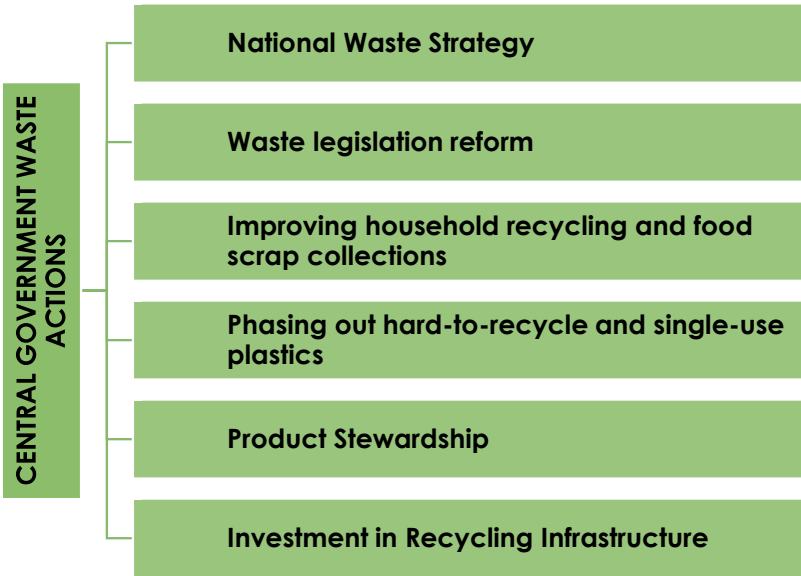 CENTRAL GOVERNMENT WASTE
ACTIONS
National Waste Strategy
Waste legislation reform
Improving household recycling and food
scrap collections
Phasing out hard-to-recycle and single-use
plastics
Product Stewardship
Investment in Recycling Infrastructure